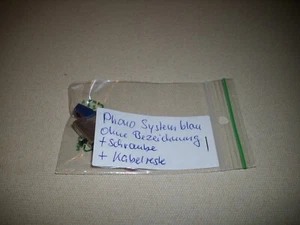 Phono System blau
ohne Bezeichnung
+ Schraube
+ Kabelreste